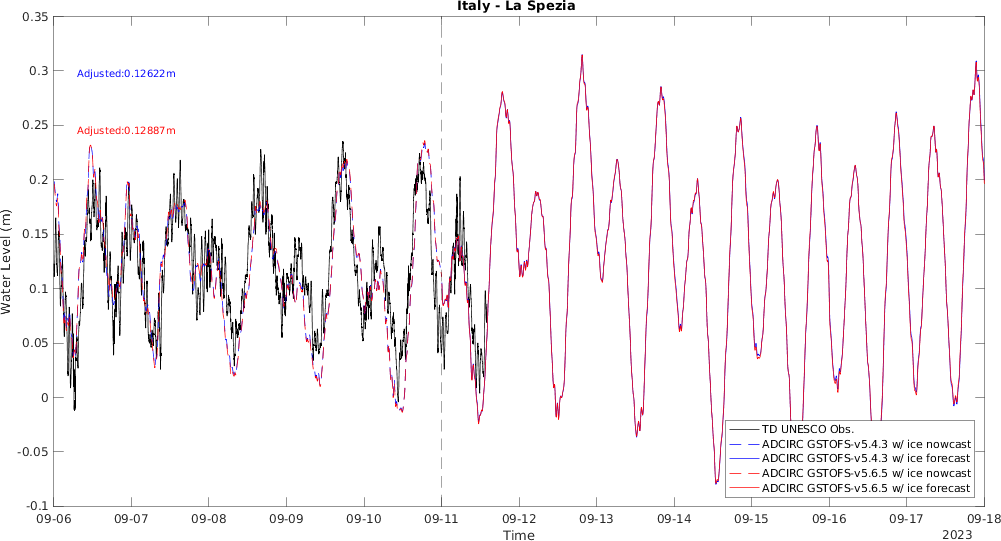 Italy - La Spezia
0.35
0.3
0.25
0.2
0.15
0.1
0.05
0
-0.05
-0.1
Water Level (m)
Adjusted:0.12622m
Adjusted:0.12887m
TD UNESCO Obs.
ADCIRC GSTOFS-v5.4.3 w/ ice nowcast
ADCIRC GSTOFS-v5.4.3 w/ ice forecast
ADCIRC GSTOFS-v5.6.5 w/ ice nowcast
ADCIRC GSTOFS-v5.6.5 w/ ice forecast
09-06 09-07 09-08 09-09 09-10 09-11 09-12 09-13 09-14 09-15 09-16 09-17 09-18
Time
2023